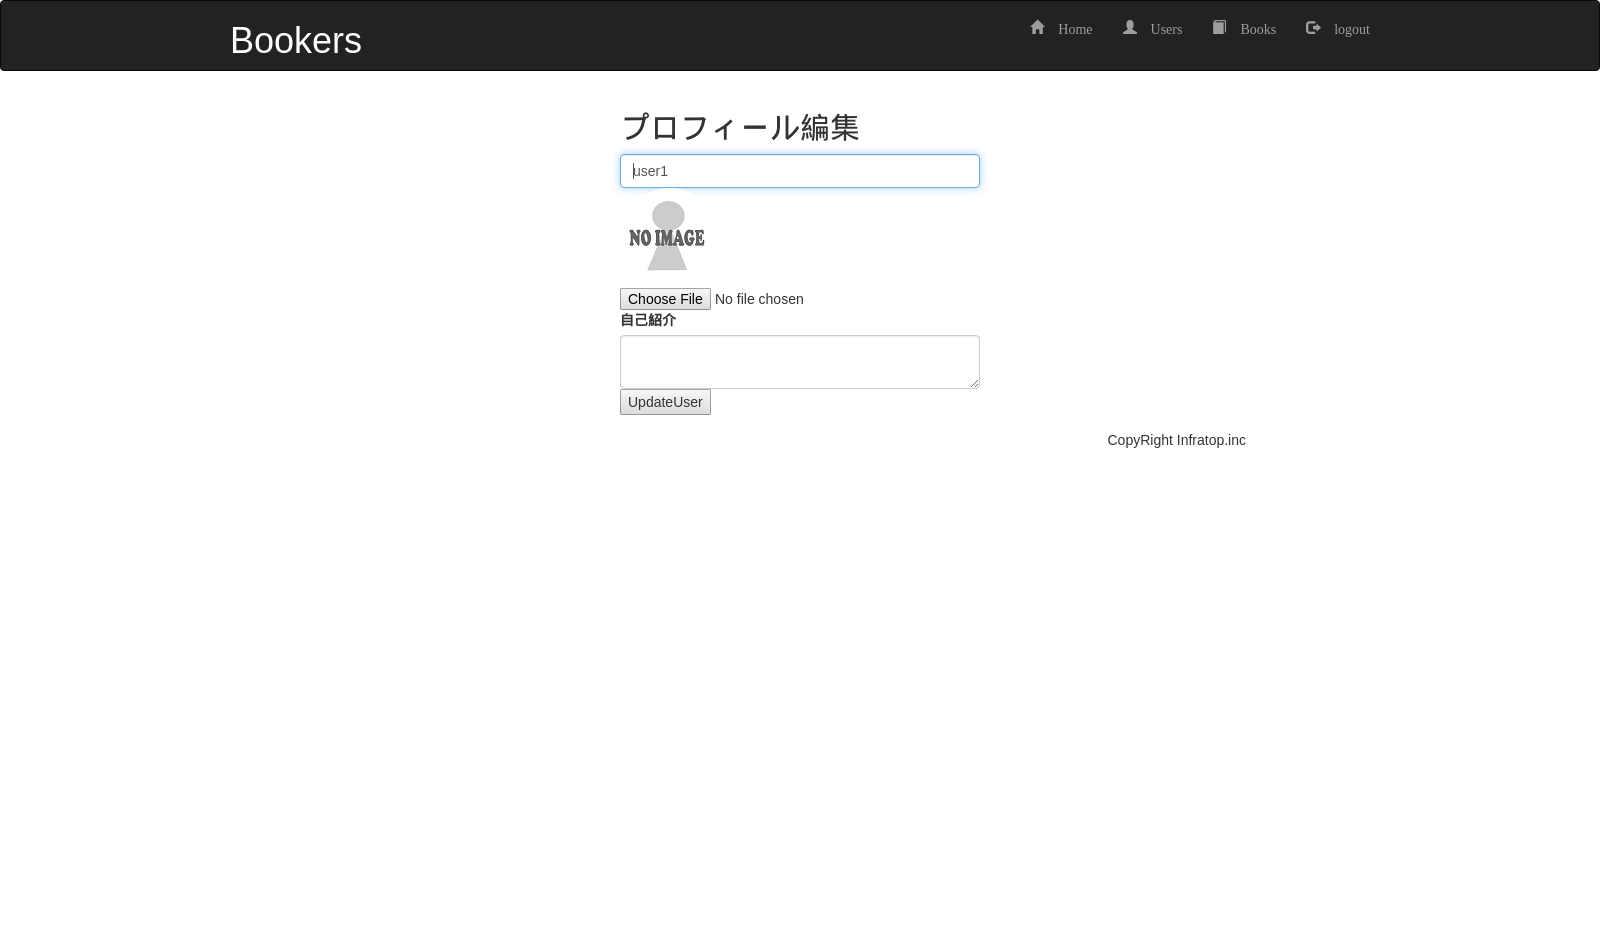 Bookers
Home Users Books logout
プロフィール編集
user1
NO IMAGE
Choose File No file chosen
自己紹介
UpdateUser
CopyRight Infratop.inc